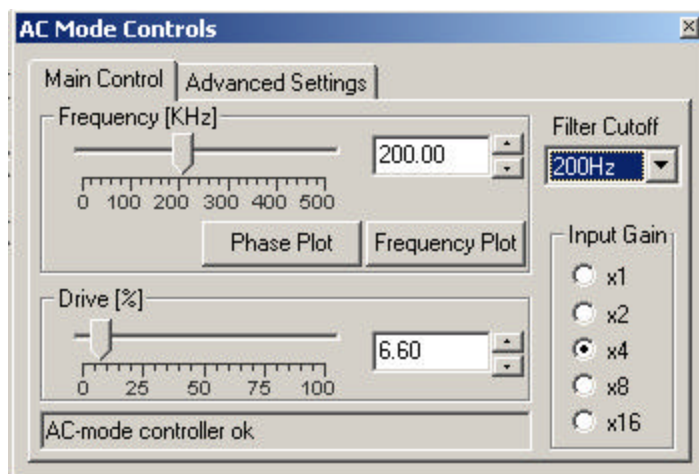 AC Mode Controls
Main Control
Advanced Settings
Frequency [KHz]
200.00
0 100 200 300 400 500
Phase Plot
Frequency Plot
Drive [%]
6.60
0 25 50 75 100
AC-mode controller ok
Filter Cutoff
200Hz
Input Gain
x1
x2
x4
x8
x16